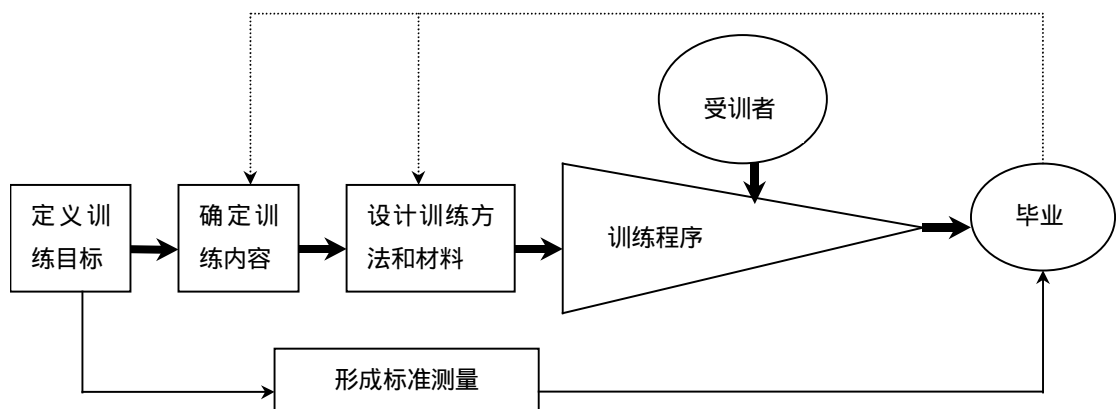 受训者
定义训
练目标
确定训
练内容
设计训练方
法和材料
训练程序
毕业
形成标准测量